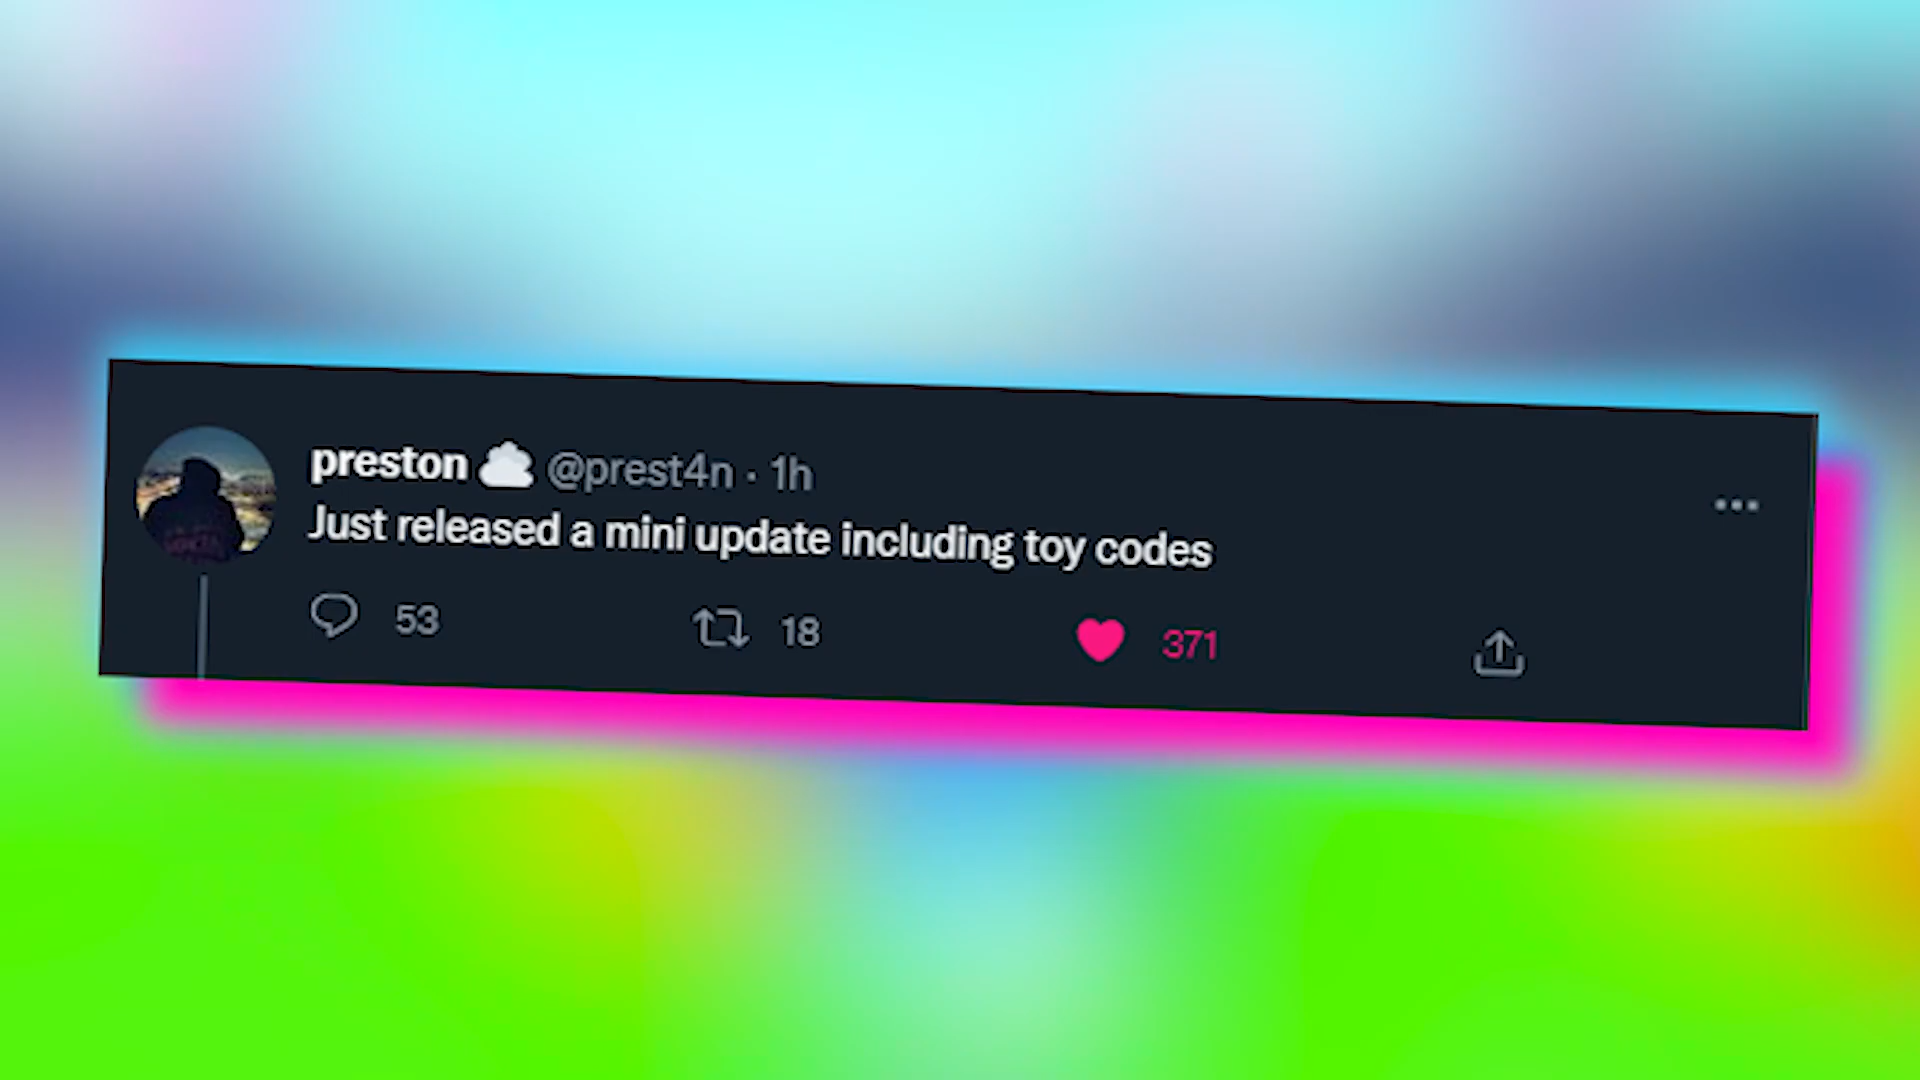 preston ☁️ @prest4n · 1h
Just released a mini update including toy codes
53 18 371